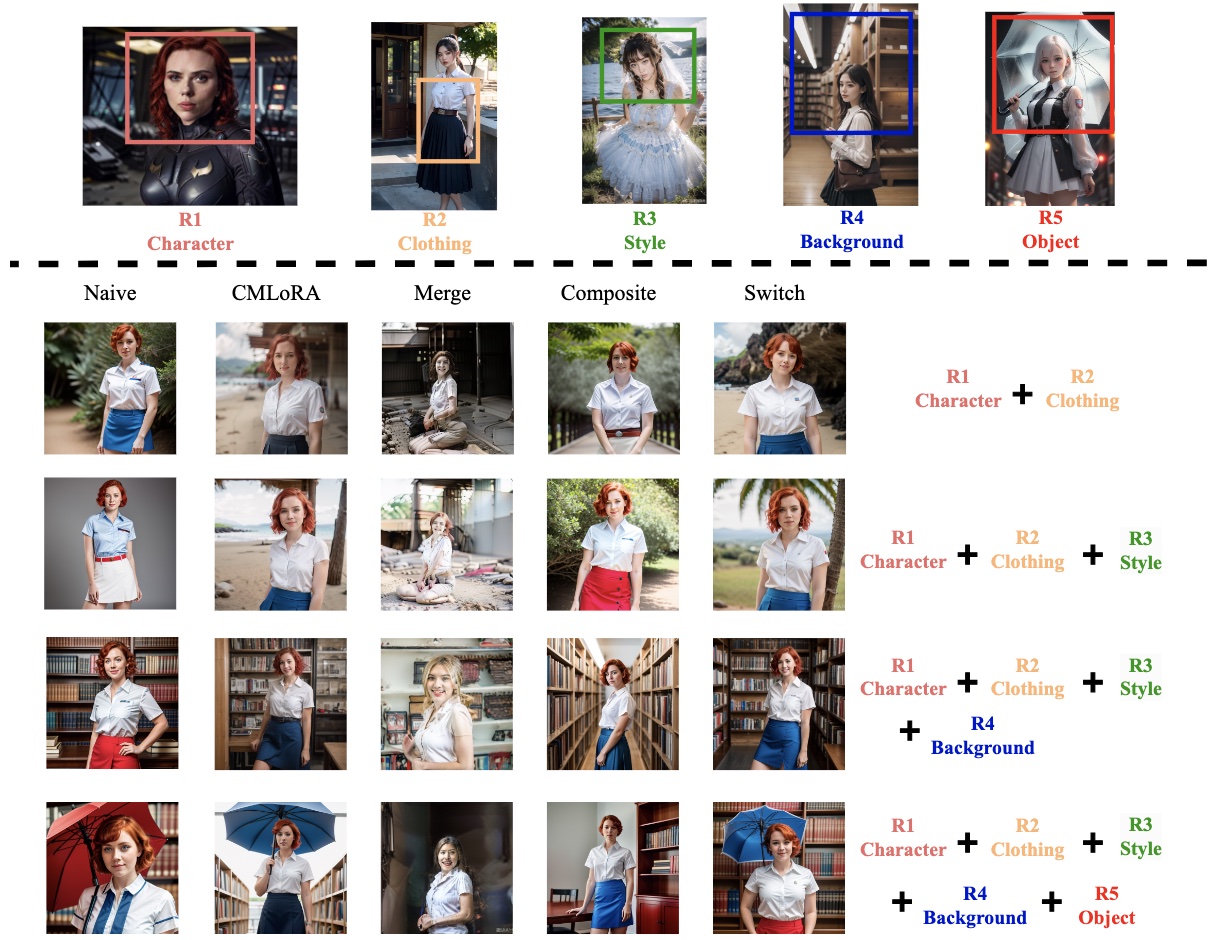 R1
Character
R2
Clothing
R3
Style
R4
Background
R5
Object
Naive
CMLoRA
Merge
Composite
Switch
R1
Character
+
R2
Clothing
R1
Character
+
R2
Clothing
+
R3
Style
R1
Character
+
R2
Clothing
+
R3
Style
+
R4
Background
R1
Character
+
R2
Clothing
+
R3
Style
+
R4
Background
+
R5
Object